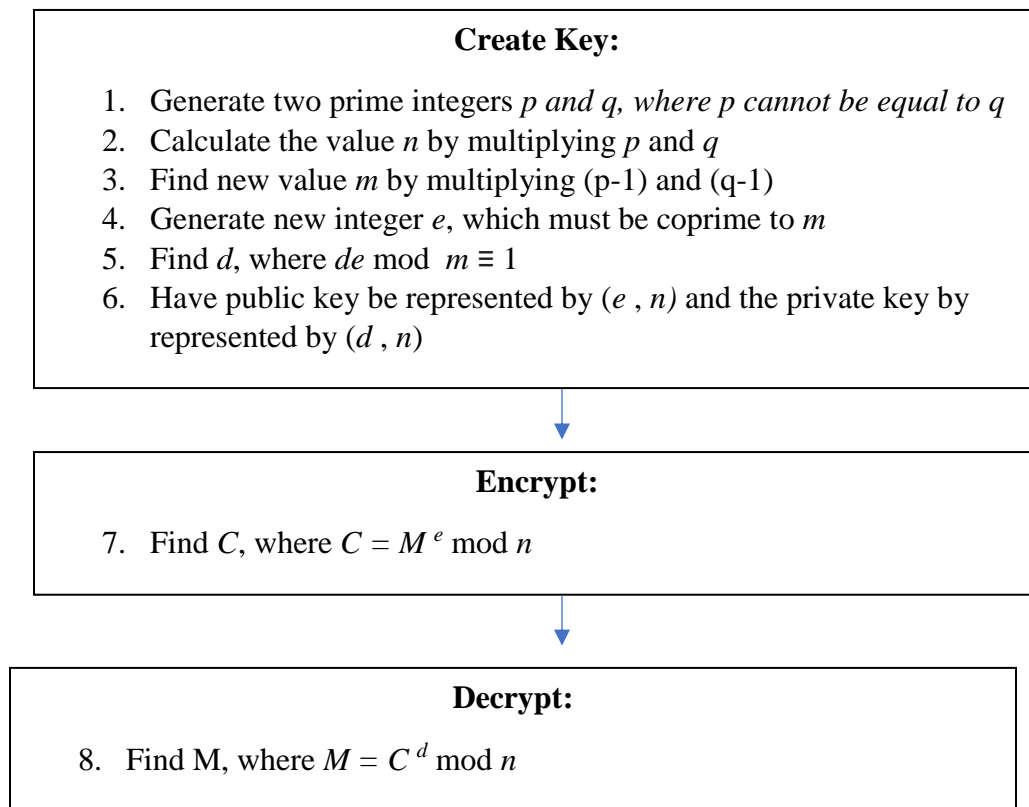 Create Key:
1. Generate two prime integers p and q, where p cannot be equal to q
2. Calculate the value n by multiplying p and q
3. Find new value m by multiplying (p-1) and (q-1)
4. Generate new integer e, which must be coprime to m
5. Find d, where de mod m ≡ 1
6. Have public key be represented by (e , n) and the private key by
represented by (d , n)
Encrypt:
7. Find C, where C = M ᵉ mod n
Decrypt:
8. Find M, where M = C ᵈ mod n